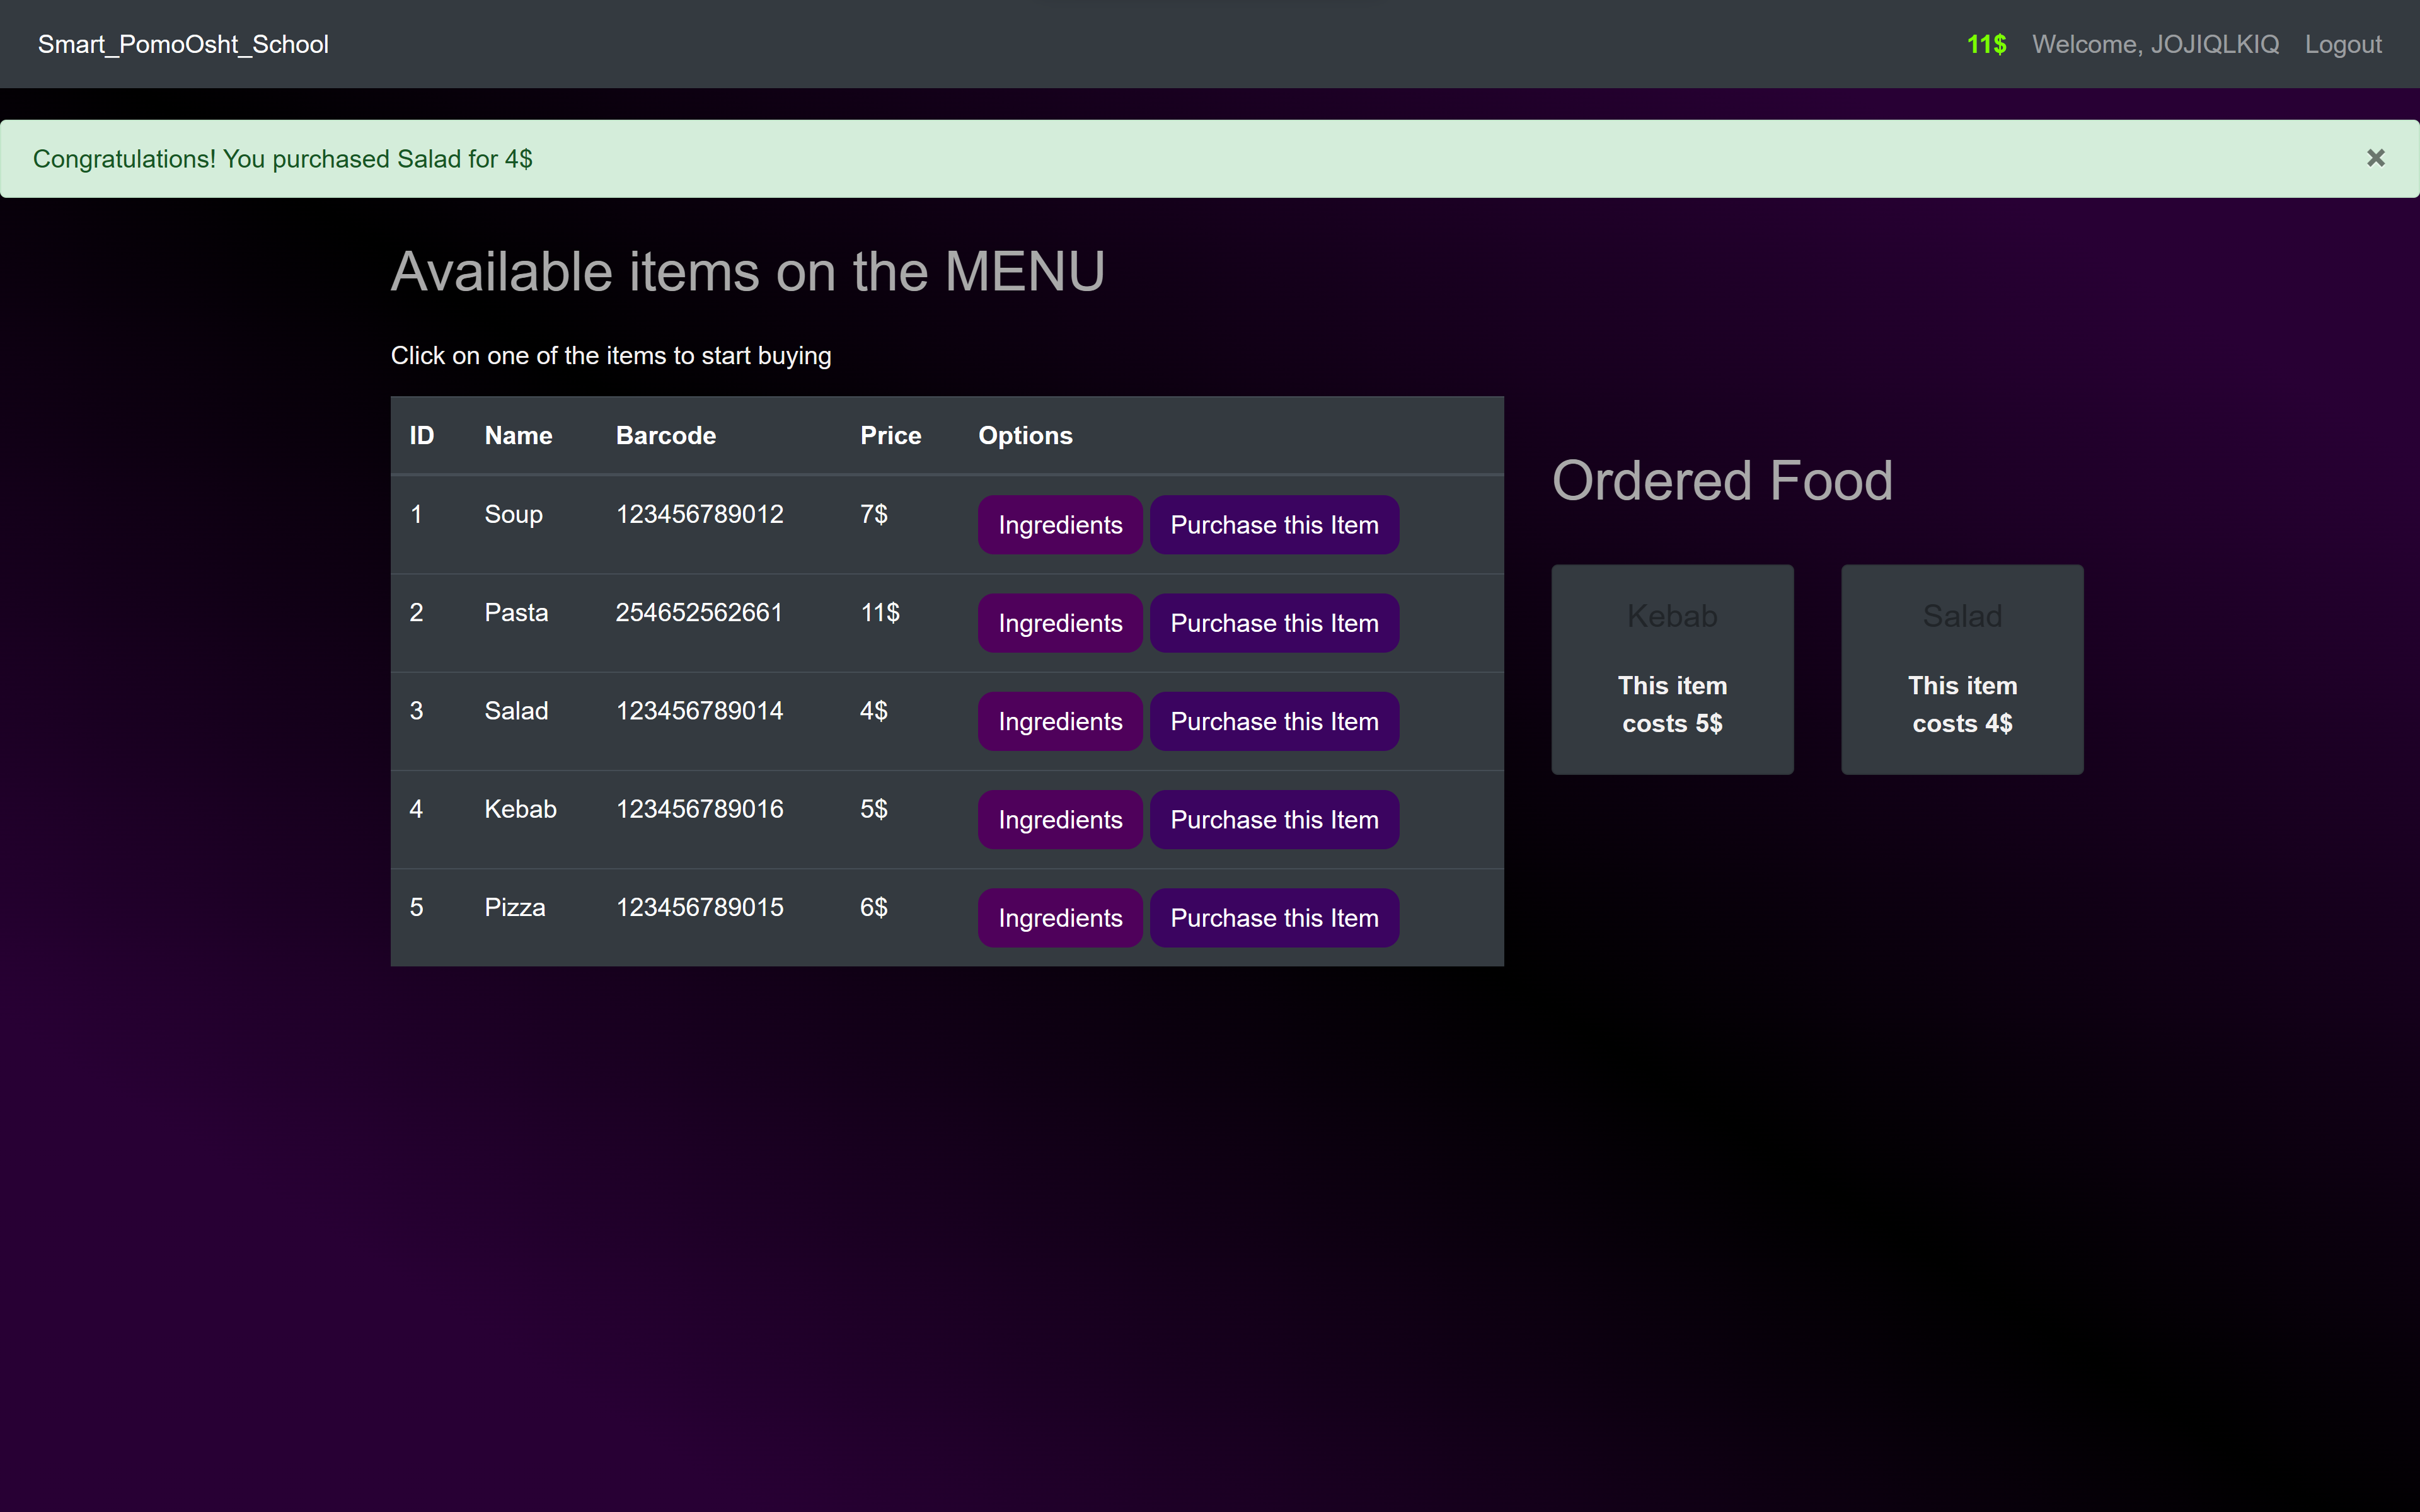 Smart_PomoOsht_School
11$ Welcome, JOJIQLKIQ Logout
Congratulations! You purchased Salad for 4$ ×
Available items on the MENU
Click on one of the items to start buying
ID Name Barcode Price Options
1 Soup 123456789012 7$ Ingredients Purchase this Item
2 Pasta 254652562661 11$ Ingredients Purchase this Item
3 Salad 123456789014 4$ Ingredients Purchase this Item
4 Kebab 123456789016 5$ Ingredients Purchase this Item
5 Pizza 123456789015 6$ Ingredients Purchase this Item
Ordered Food
Kebab
This item
costs 5$
Salad
This item
costs 4$